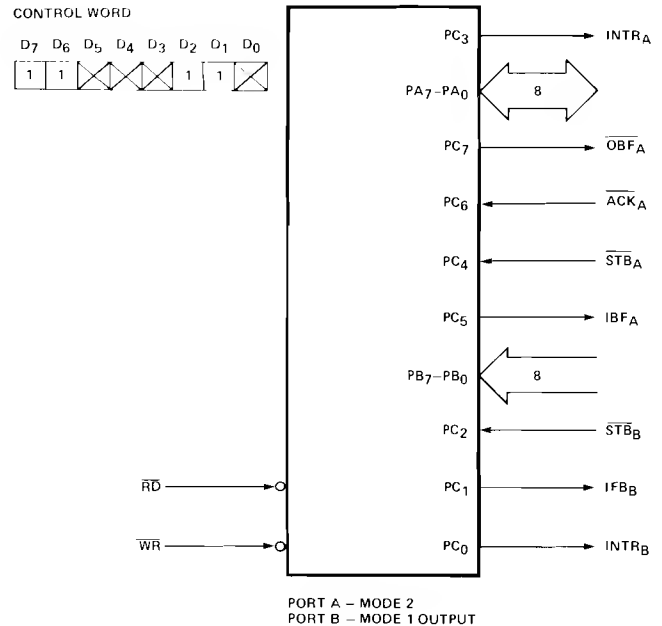 CONTROL WORD
D7 D6 D5 D4 D3 D2 D1 D0
1 1 1 1
PC3 INTRA
PA7-PA0 8
PC7 OBFA
PC6 ACKA
PC4 STBA
PC5 IBFA
PB7-PB0 8
PC2 STBB
RD PC1 IFBB
WR PC0 INTRB
PORT A – MODE 2
PORT B – MODE 1 OUTPUT